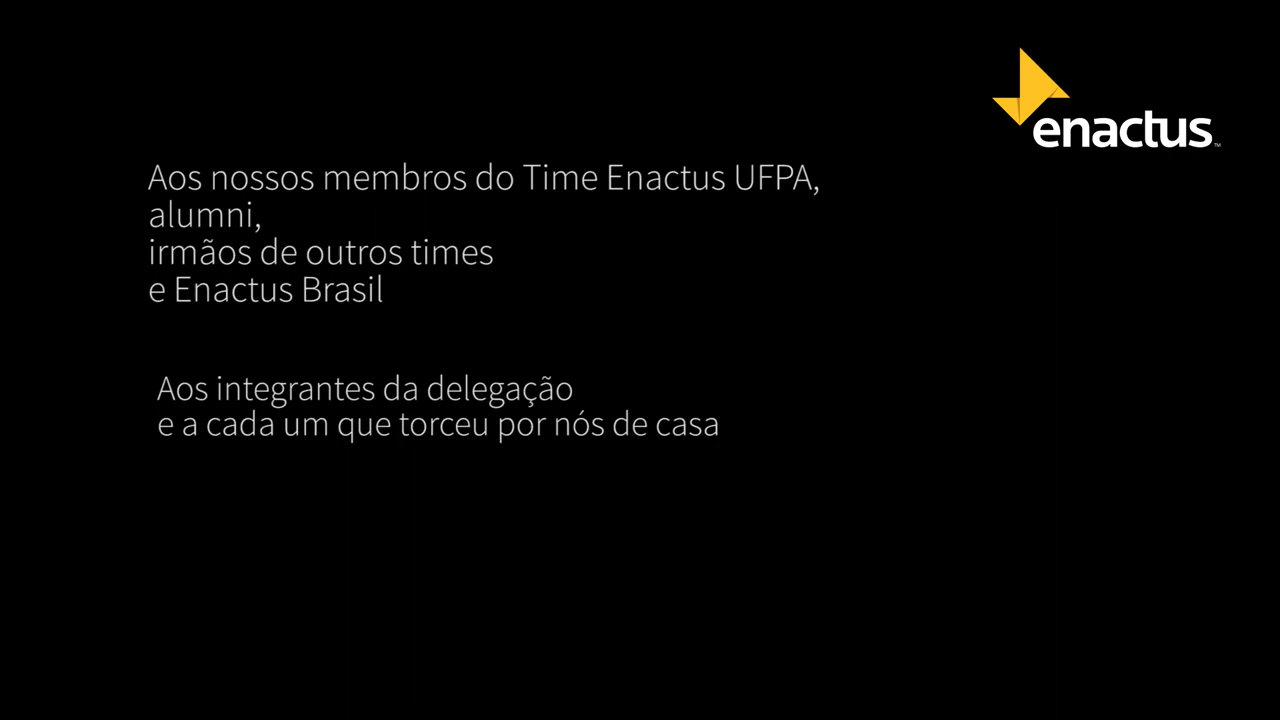 enactus™
Aos nossos membros do Time Enactus UFPA,
alumni,
irmãos de outros times
e Enactus Brasil
Aos integrantes da delegação
e a cada um que torceu por nós de casa